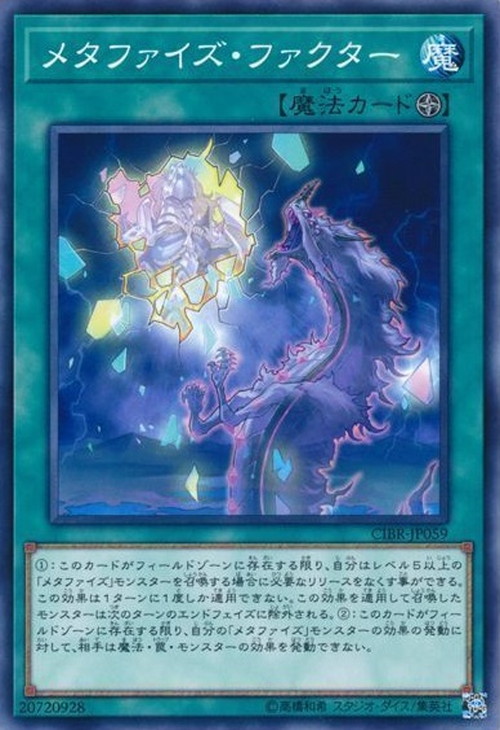 メタファイズ・ファクター
魔
【魔法カード】
CIBR-JP059
①:このカードがフィールドゾーンに存在する限り、自分はレベル5以上の
「メタファイズ」モンスターを召喚する場合に必要なリリースをなくす事ができる。
この効果は1ターンに1度しか適用できない。この効果を適用して召喚した
モンスターは次のターンのエンドフェイズに除外される。②:このカードがフィー
ルドゾーンに存在する限り、自分の「メタファイズ」モンスターの効果の発動に
対して、相手は魔法・罠・モンスターの効果を発動できない。
20720928
©高橋和希 スタジオ・ダイス/集英社